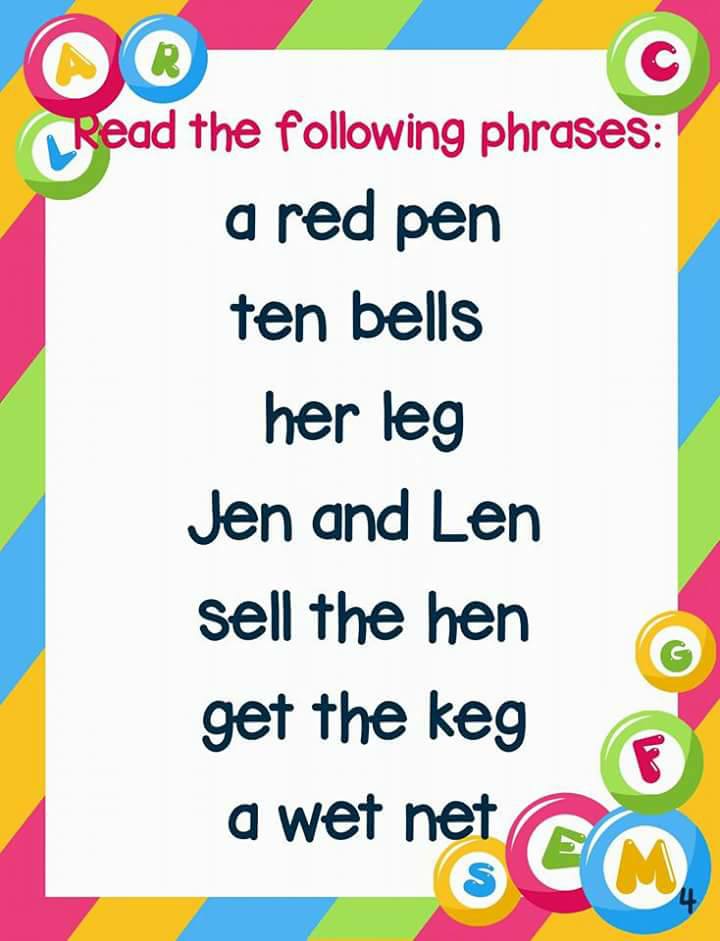 A R C
L
Read the following phrases:
a red pen
ten bells
her leg
Jen and Len
sell the hen
get the keg
a wet net
G
F
S E M
4